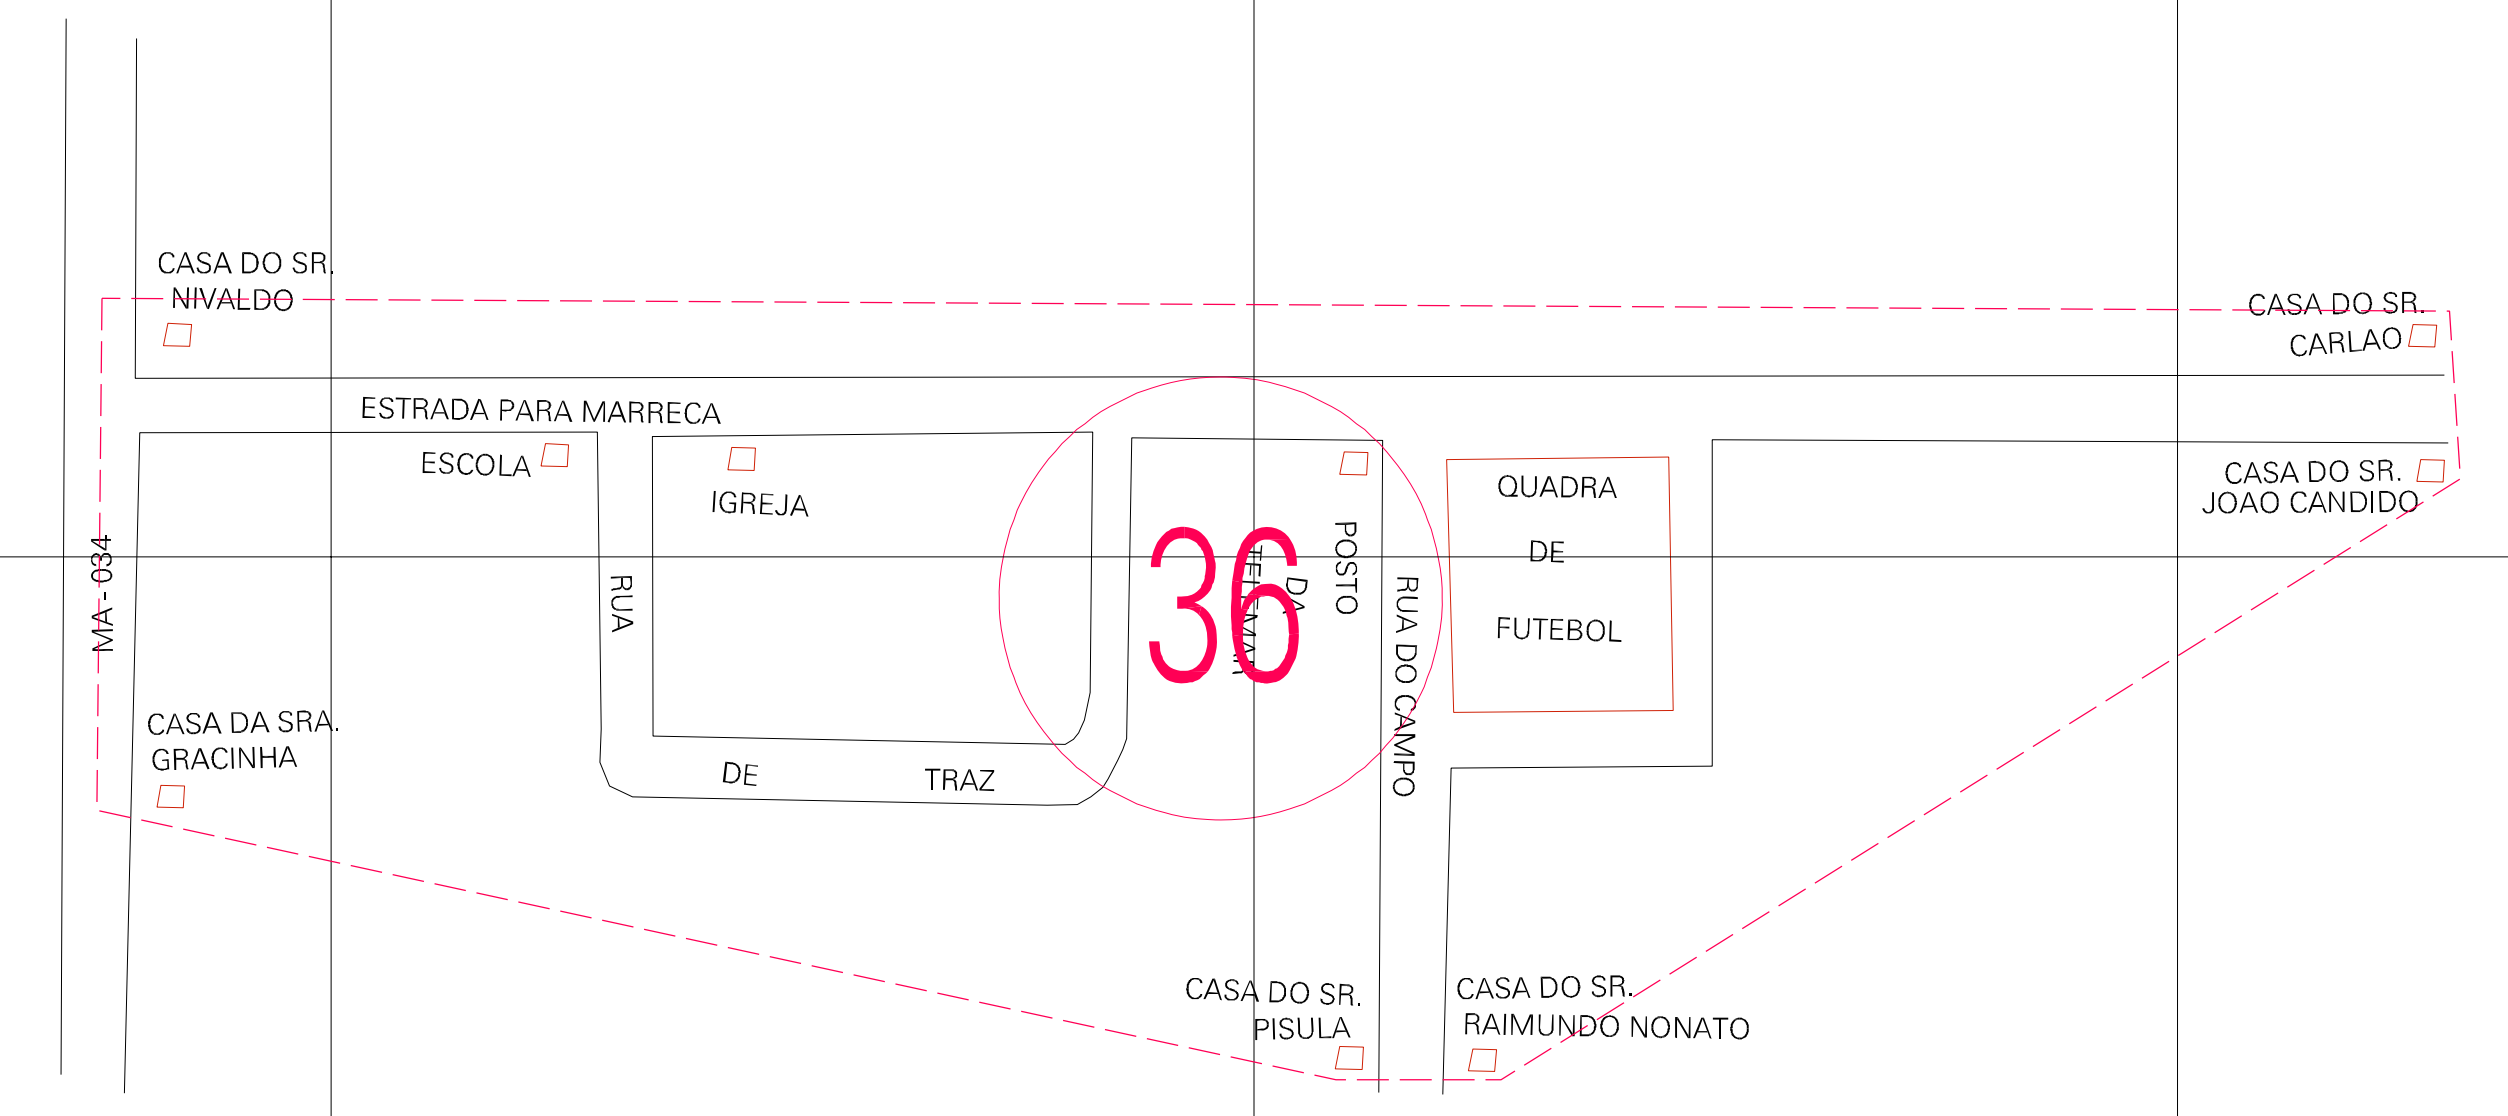 CASA DO SR.
NIVALDO
CASA DO SR.
CARLAO
ESTRADA PARA MARRECA
ESCOLA
IGREJA
QUADRA
DE
FUTEBOL
CASA DO SR.
JOAO CANDIDO
MA-034
RUA
DE
TRAZ
36
POSTO
DA
TELEMAR
RUA DO CAMPO
CASA DA SRA.
GRACINHA
CASA DO SR.
PISULA
CASA DO SR.
RAIMUNDO NONATO